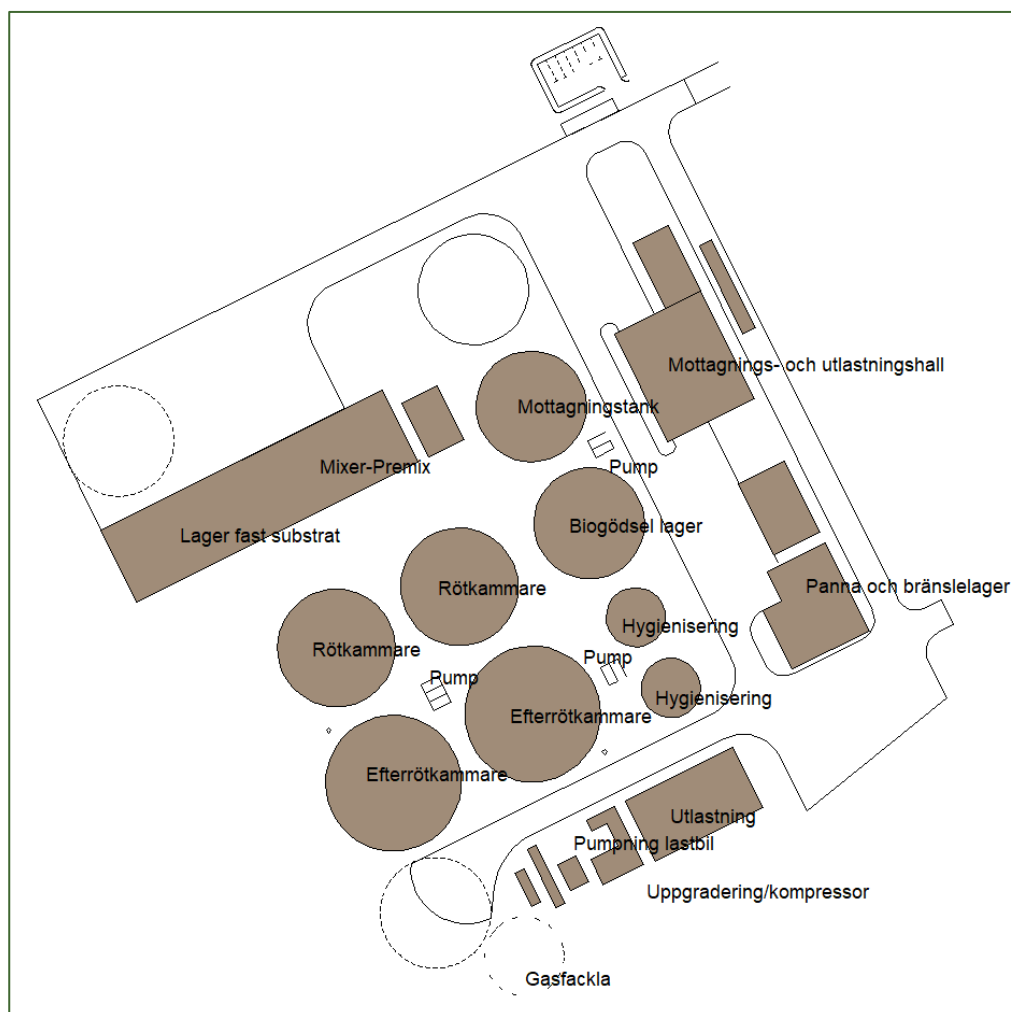 Mottagnings- och utlastningshall
Mottagningstank
Mixer-Premix
Pump
Biogödsel lager
Lager fast substrat
Rötkammare
Panna och bränslelager
Hygienisering
Rötkammare
Pump
Pump
Hygienisering
Efterrötkammare
Efterrötkammare
Utlastning
Pumpning lastbil
Uppgradering/kompressor
Gasfackla